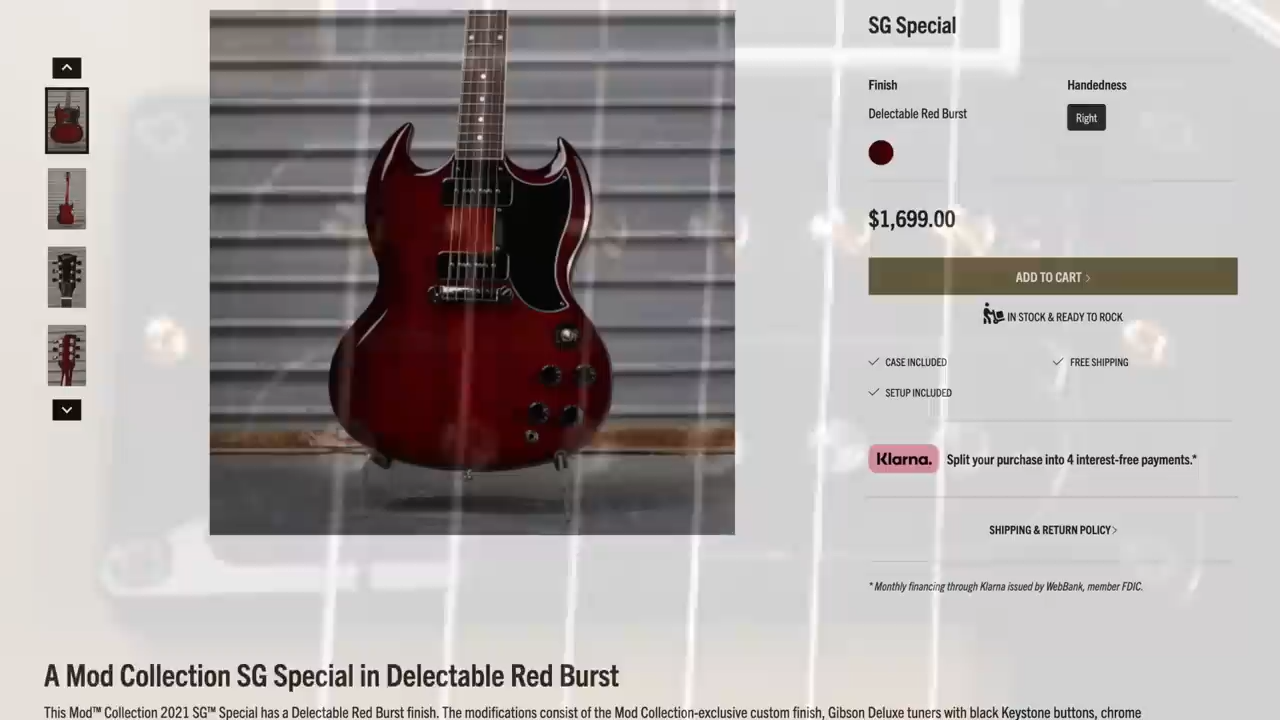 SG Special
Finish
Handedness
Delectable Red Burst
Right
$1,699.00
ADD TO CART >
IN STOCK & READY TO ROCK
CASE INCLUDED
FREE SHIPPING
SETUP INCLUDED
Klarna. Split your purchase into 4 interest-free payments.*
SHIPPING & RETURN POLICY >
* Monthly financing through Klarna issued by WebBank, member FDIC.
A Mod Collection SG Special in Delectable Red Burst
This Mod™ Collection 2021 SG™ Special has a Delectable Red Burst finish. The modifications consist of the Mod Collection-exclusive custom finish, Gibson Deluxe tuners with black Keystone buttons, chrome